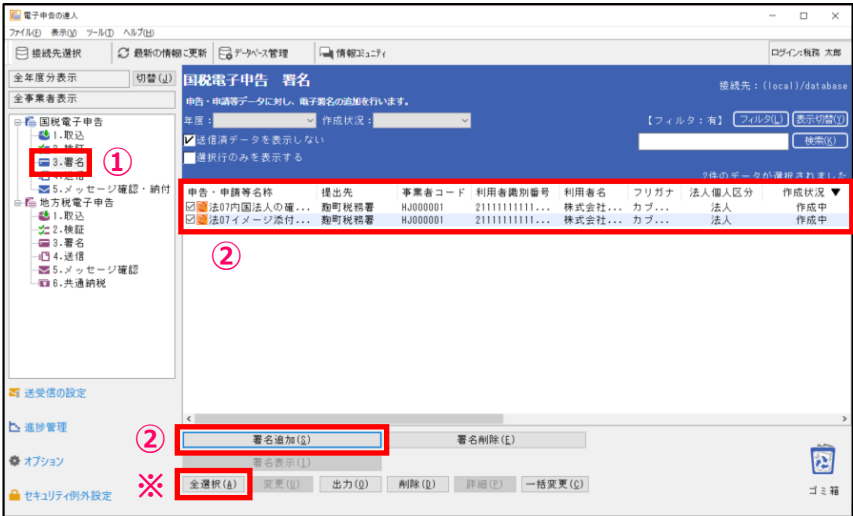 電子申告の達人
ファイル(F) 表示(V) ツール(T) ヘルプ(H)
接続先選択 最新の情報に更新 データベース管理 情報コミュニティ ログイン:税務 太郎
全年度分表示 切替(J)
全事業者表示
国税電子申告
1.取込
2.検証
3.署名
①
4.送信
5.メッセージ確認・納付
地方税電子申告
1.取込
2.検証
3.署名
4.送信
5.メッセージ確認
6.共通納税
送受信の設定
進捗管理
オプション
セキュリティ例外設定
国税電子申告 署名
接続先:(local)/database
申告・申請等データに対し、電子署名の追加を行います。
年度: 作成状況: 【フィルタ:有】 フィルタ(L) 表示切替(Y)
送信済データを表示しない 検索(K)
選択行のみを表示する
2件のデータが選択されました
申告・申請等名称 提出先 事業者コード 利用者識別番号 利用者名 フリガナ 法人個人区分 作成状況▼
法07内国法人の確... 麹町税務署 HJ000001 21111111111... 株式会社... カブ... 法人 作成中
法07イメージ添付... 麹町税務署 HJ000001 21111111111... 株式会社... カブ... 法人 作成中
②
② 署名追加(S) 署名削除(E)
署名表示(I)
※ 全選択(A) 変更(U) 出力(O) 削除(D) 詳細(P) 一括変更(C)
ゴミ箱